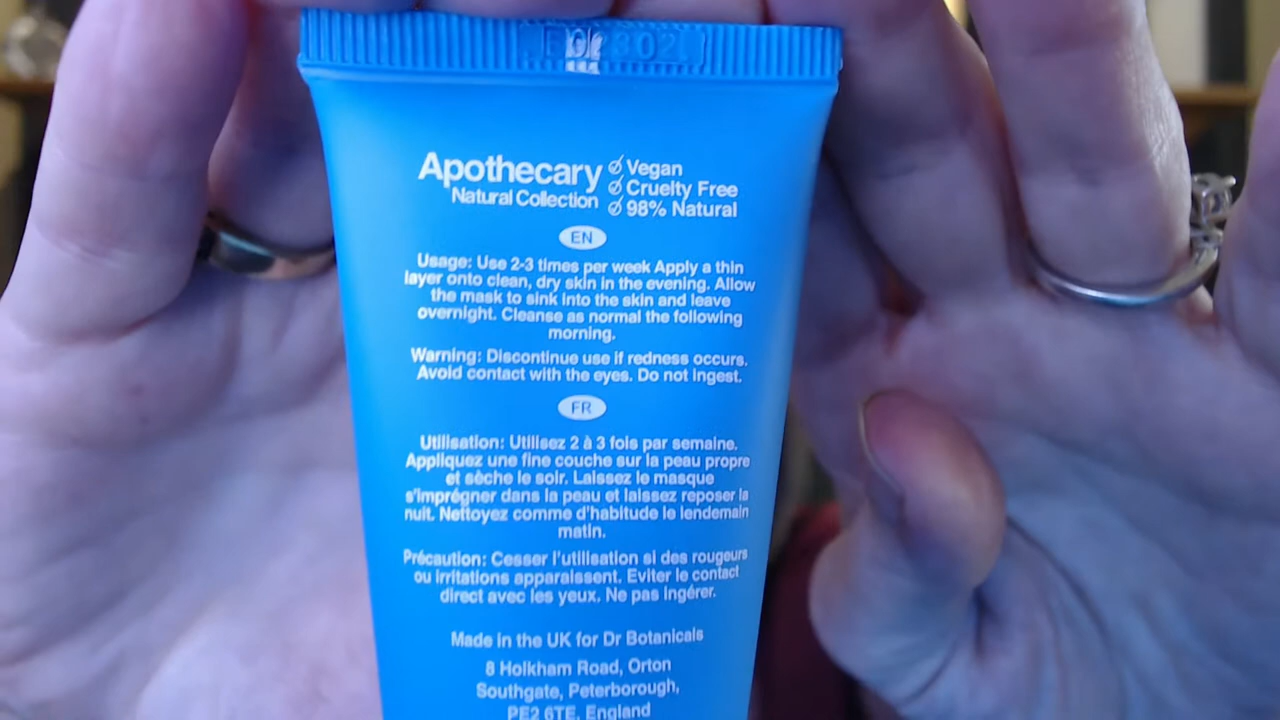 Apothecary
Natural Collection
Vegan
Cruelty Free
98% Natural
EN
Usage: Use 2-3 times per week Apply a thin
layer onto clean, dry skin in the evening. Allow
the mask to sink into the skin and leave
overnight. Cleanse as normal the following
morning.
Warning: Discontinue use if redness occurs.
Avoid contact with the eyes. Do not ingest.
FR
Utilisation: Utilisez 2 à 3 fois par semaine.
Appliquez une fine couche sur la peau propre
et sèche le soir. Laissez le masque
s'imprégner dans la peau et laissez reposer la
nuit. Nettoyez comme d'habitude le lendemain
matin.
Précaution: Cesser l'utilisation si des rougeurs
ou irritations apparaissent. Eviter le contact
direct avec les yeux. Ne pas ingérer.
Made in the UK for Dr Botanicals
8 Holkham Road, Orton
Southgate, Peterborough,
PE2 6TE, England